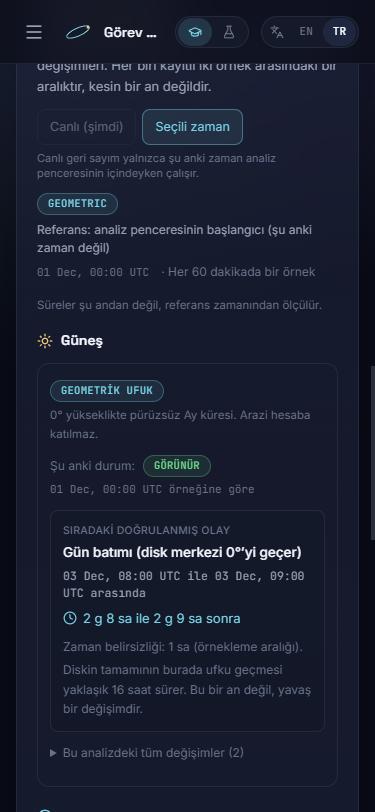 Görev ...
EN
TR
değişimleri. Her biri kayıtlı iki örnek arasındaki bir
aralıktır, kesin bir an değildir.
Canlı (şimdi)
Seçili zaman
Canlı geri sayım yalnızca şu anki zaman analiz
penceresinin içindeyken çalışır.
GEOMETRIC
Referans: analiz penceresinin başlangıcı (şu anki
zaman değil)
01 Dec, 00:00 UTC · Her 60 dakikada bir örnek
Süreler şu andan değil, referans zamanından ölçülür.
Güneş
GEOMETRİK UFUK
0° yükseklikte pürüzsüz Ay küresi. Arazi hesaba
katılmaz.
Şu anki durum: GÖRÜNÜR
01 Dec, 00:00 UTC örneğine göre
SIRADAKİ DOĞRULANMIŞ OLAY
Gün batımı (disk merkezi 0°'yi geçer)
03 Dec, 08:00 UTC ile 03 Dec, 09:00
UTC arasında
2 g 8 sa ile 2 g 9 sa sonra
Zaman belirsizliği: 1 sa (örnekleme aralığı).
Diskin tamamının burada ufku geçmesi
yaklaşık 16 saat sürer. Bu bir an değil, yavaş
bir değişimdir.
Bu analizdeki tüm değişimler (2)